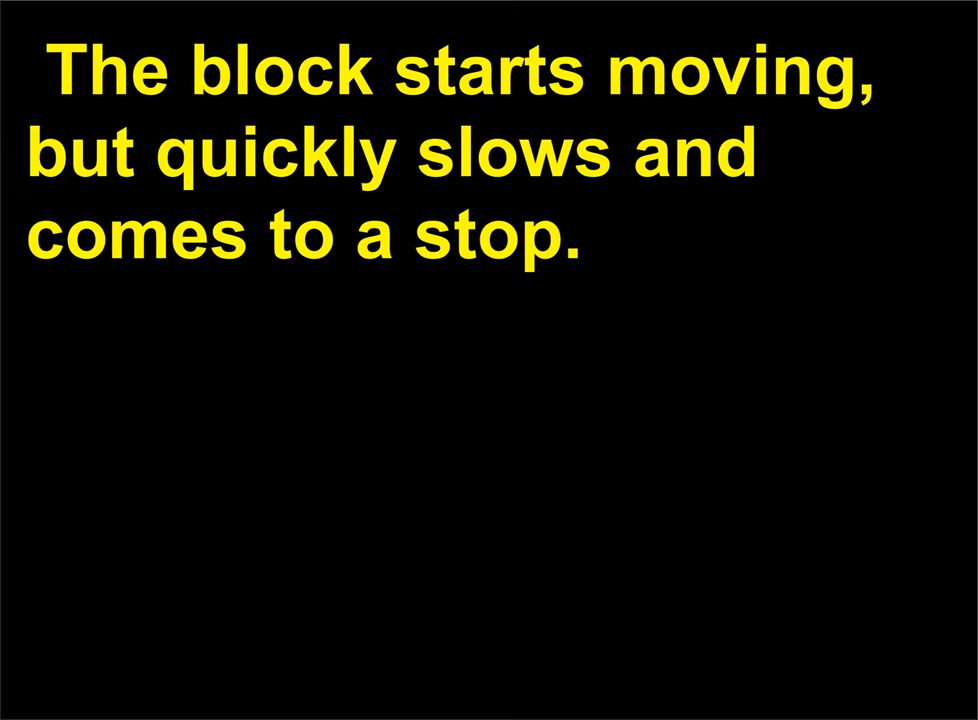 The block starts moving,
but quickly slows and
comes to a stop.